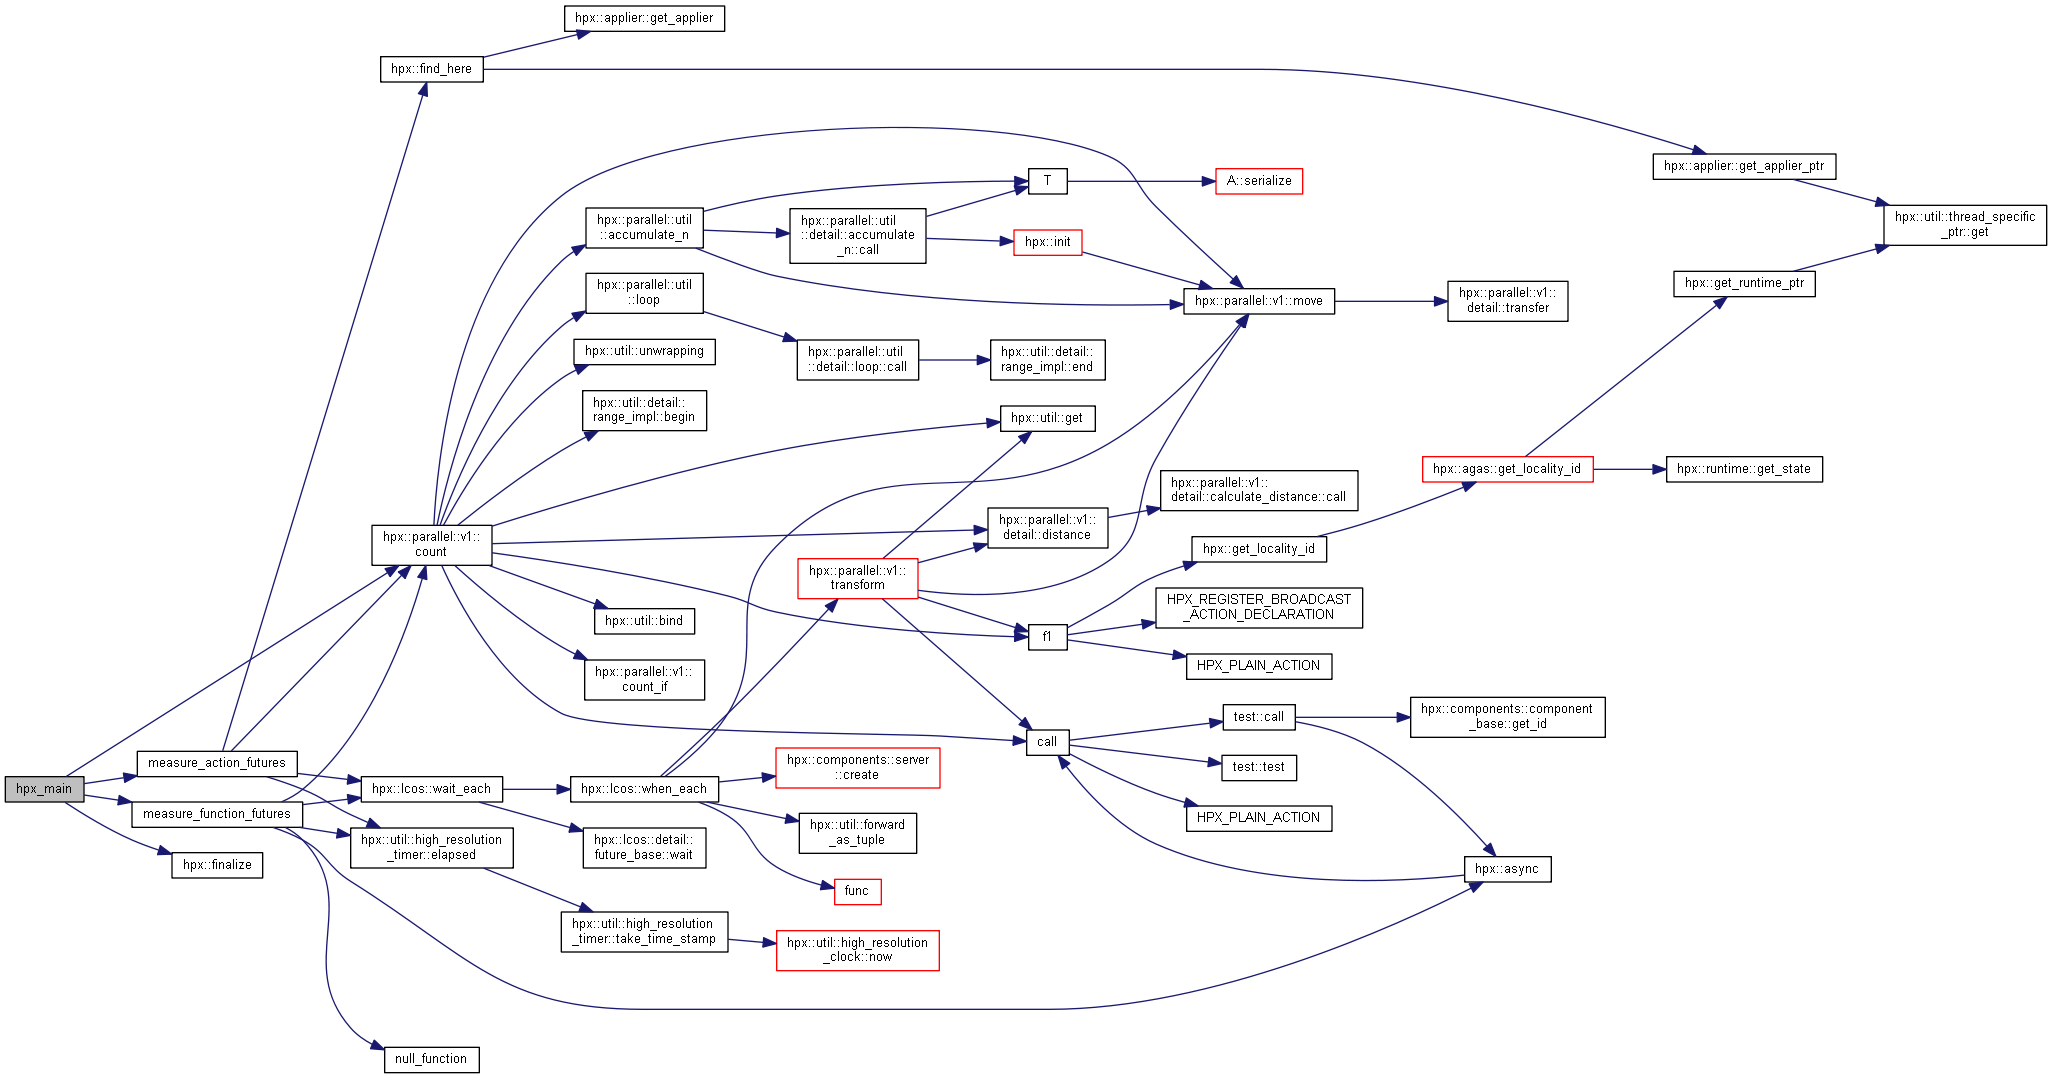 hpx::applier::get_applier
hpx::find_here
hpx::applier::get_applier_ptr
T
A::serialize
hpx::parallel::util
::accumulate_n
hpx::parallel::util
::detail::accumulate
_n::call
hpx::util::thread_specific
_ptr::get
hpx::init
hpx::parallel::util
::loop
hpx::get_runtime_ptr
hpx::parallel::v1::move
hpx::parallel::v1::
detail::transfer
hpx::util::unwrapping
hpx::parallel::util
::detail::loop::call
hpx::util::detail::
range_impl::end
hpx::util::detail::
range_impl::begin
hpx::util::get
hpx::agas::get_locality_id
hpx::runtime::get_state
hpx::parallel::v1::
detail::calculate_distance::call
hpx::parallel::v1::
count
hpx::parallel::v1::
detail::distance
hpx::get_locality_id
hpx::parallel::v1::
transform
HPX_REGISTER_BROADCAST
_ACTION_DECLARATION
hpx::util::bind
f1
HPX_PLAIN_ACTION
hpx::parallel::v1::
count_if
test::call
hpx::components::component
_base::get_id
call
measure_action_futures
hpx::components::server
::create
test::test
hpx_main
hpx::lcos::wait_each
hpx::lcos::when_each
measure_function_futures
HPX_PLAIN_ACTION
hpx::util::forward
_as_tuple
hpx::util::high_resolution
_timer::elapsed
hpx::lcos::detail::
future_base::wait
hpx::finalize
hpx::async
func
hpx::util::high_resolution
_timer::take_time_stamp
hpx::util::high_resolution
_clock::now
null_function